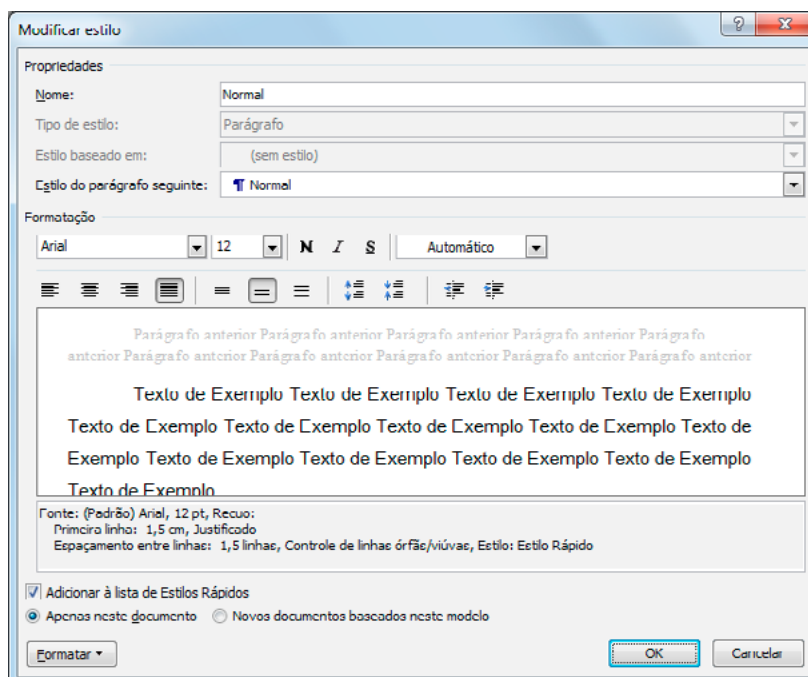 Modificar estilo
Propriedades
Nome: Normal
Tipo de estilo: Parágrafo
Estilo baseado em: (sem estilo)
Estilo do parágrafo seguinte: ¶ Normal
Formatação
Arial 12 N I S Automático
Parágrafo anterior Parágrafo anterior Parágrafo anterior Parágrafo anterior Parágrafo
anterior Parágrafo anterior Parágrafo anterior Parágrafo anterior Parágrafo anterior
Texto de Exemplo Texto de Exemplo Texto de Exemplo Texto de Exemplo
Texto de Exemplo Texto de Exemplo Texto de Exemplo Texto de Exemplo Texto de
Exemplo Texto de Exemplo Texto de Exemplo Texto de Exemplo Texto de Exemplo
Texto de Exemplo
Fonte: (Padrão) Arial, 12 pt, Recuo:
Primeira linha: 1,5 cm, Justificado
Espaçamento entre linhas: 1,5 linhas, Controle de linhas órfãs/viúvas, Estilo: Estilo Rápido
Adicionar à lista de Estilos Rápidos
Apenas neste documento Novos documentos baseados neste modelo
Formatar OK Cancelar